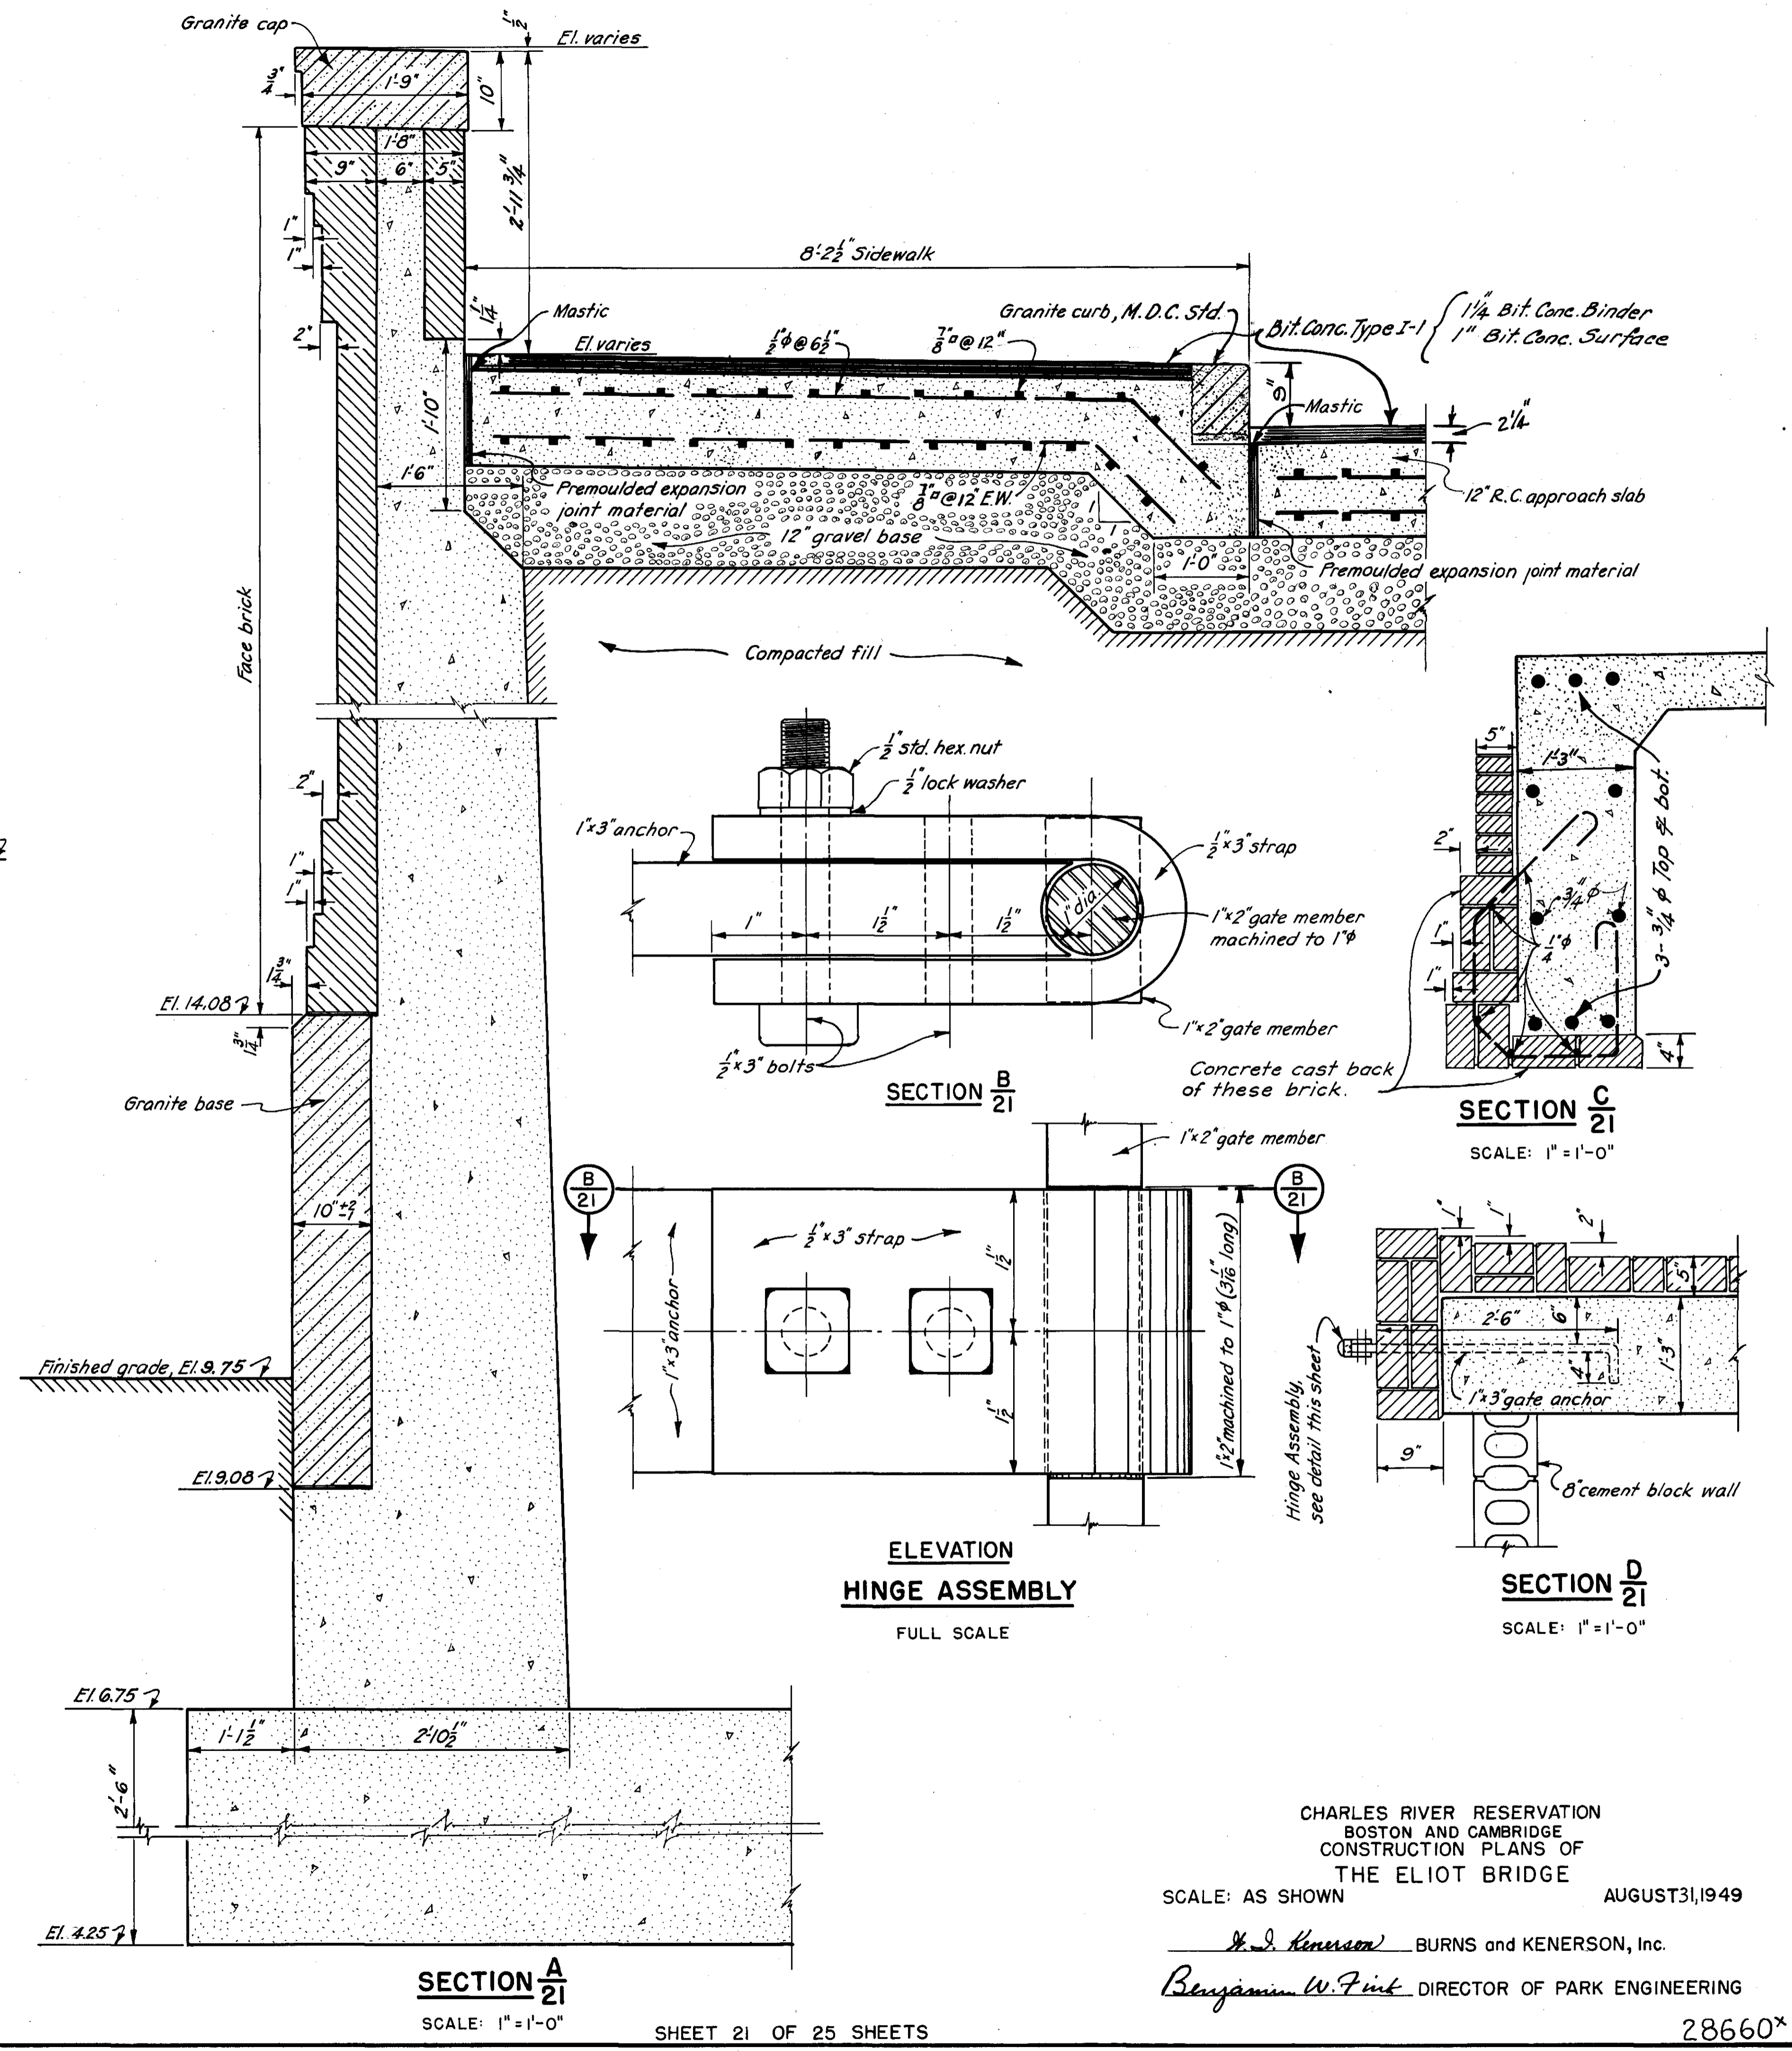 Granite cap
1/2"
El. varies
3/4"
1'-9"
10"
1'-8"
9"
6"
5"
2'-11 3/4"
1"
1"
2"
8'-2 1/2" Sidewalk
1 1/4"
Mastic
El. varies
1/2"ϕ@6 1/2"
7/8"▫@12"
Granite curb, M.D.C. Std.
Bit. Conc. Type I-1
1 1/4" Bit. Conc. Binder
1" Bit. Conc. Surface
9"
Mastic
2 1/4"
1'-10"
1'-6"
Premoulded expansion
joint material
7/8"▫@12" E.W.
1
1
12" R.C. approach slab
12" gravel base
1'-0"
Premoulded expansion joint material
Face brick
Compacted fill
2"
1"
1"
1 3/4"
El. 14.08
1 3/4"
Granite base
10"+2-1
Finished grade, El. 9.75
El. 9.08
El. 6.75
1'-1 1/2"
2'-10 1/2"
2'-6"
El. 4.25
SECTION A/21
SCALE: 1" = 1'-0"
1/2" std. hex. nut
1/2" lock washer
1"x3" anchor
1/2"x3" strap
1" dia.
1"
1 1/2"
1 1/2"
1"x2" gate member
machined to 1"ϕ
1"x2" gate member
1/2"x3" bolts
SECTION B/21
1"x2" gate member
B
21
B
21
1/2"x3" strap
1"x3" anchor
1 1/2"
1 1/2"
1"x2" machined to 1"ϕ (3 1/16" long)
ELEVATION
HINGE ASSEMBLY
FULL SCALE
5"
1'-3"
2"
3/4"ϕ
1"
1/4"ϕ
1"
3- 3/4"ϕ Top & bot.
4"
Concrete cast back
of these brick.
SECTION C/21
SCALE: 1" = 1'-0"
1"
1"
2"
5"
2'-6"
6"
4"
1'-3"
1"x3" gate anchor
Hinge Assembly,
see detail this sheet
9"
8" cement block wall
SECTION D/21
SCALE: 1" = 1'-0"
CHARLES RIVER RESERVATION
BOSTON AND CAMBRIDGE
CONSTRUCTION PLANS OF
THE ELIOT BRIDGE
SCALE: AS SHOWN AUGUST 31, 1949
H. I. Kenerson BURNS and KENERSON, Inc.
Benjamin W. Fink DIRECTOR OF PARK ENGINEERING
SHEET 21 OF 25 SHEETS
28660x